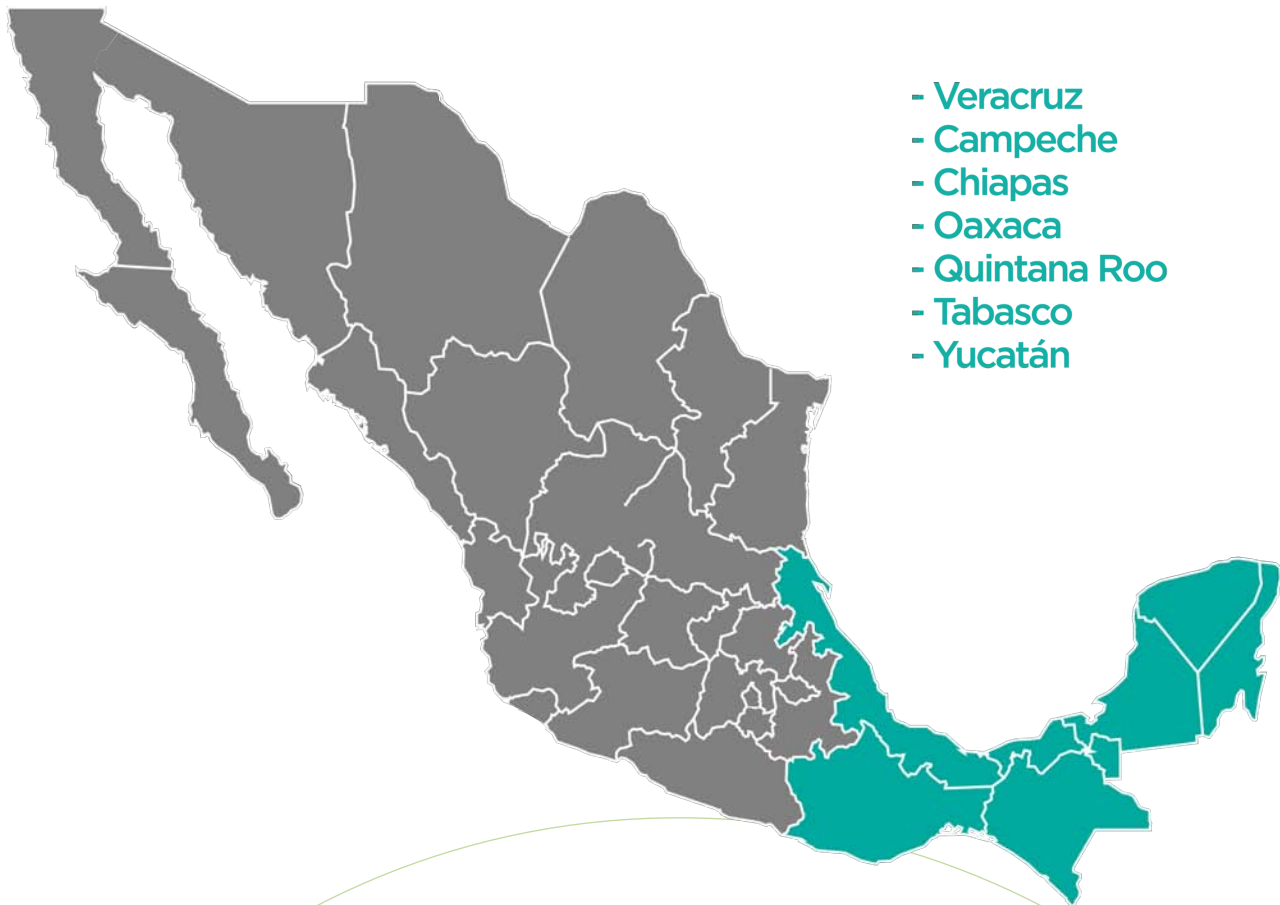 - Veracruz
- Campeche
- Chiapas
- Oaxaca
- Quintana Roo
- Tabasco
- Yucatán